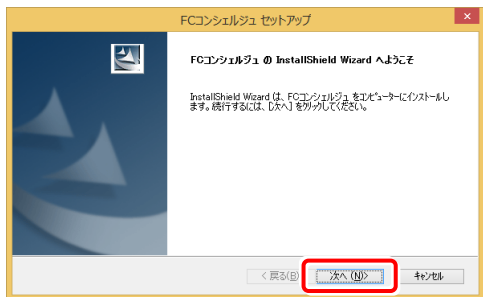 FCコンシェルジュ セットアップ
FCコンシェルジュ の InstallShield Wizard へようこそ
InstallShield Wizard は、FCコンシェルジュ をコンピューターにインストールし
ます。続行するには、[次へ] をクリックしてください。
< 戻る(B) 次へ (N)> キャンセル